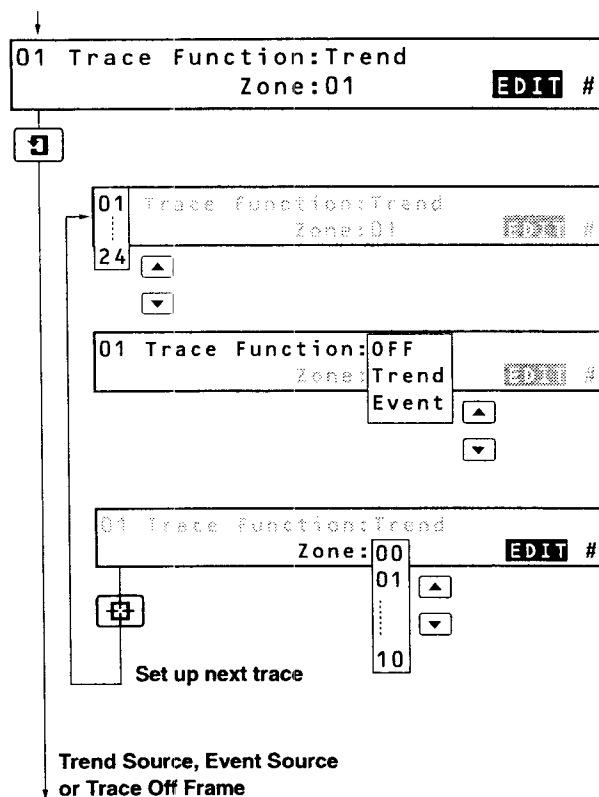 01 Trace Function:Trend
Zone:01 EDIT #
01 Trace Function:Trend
Zone:01 EDIT #
24
01 Trace Function:OFF
Zone: Trend EDIT #
Event
01 Trace Function:Trend
Zone:00 EDIT #
01
10
Set up next trace
Trend Source, Event Source
or Trace Off Frame